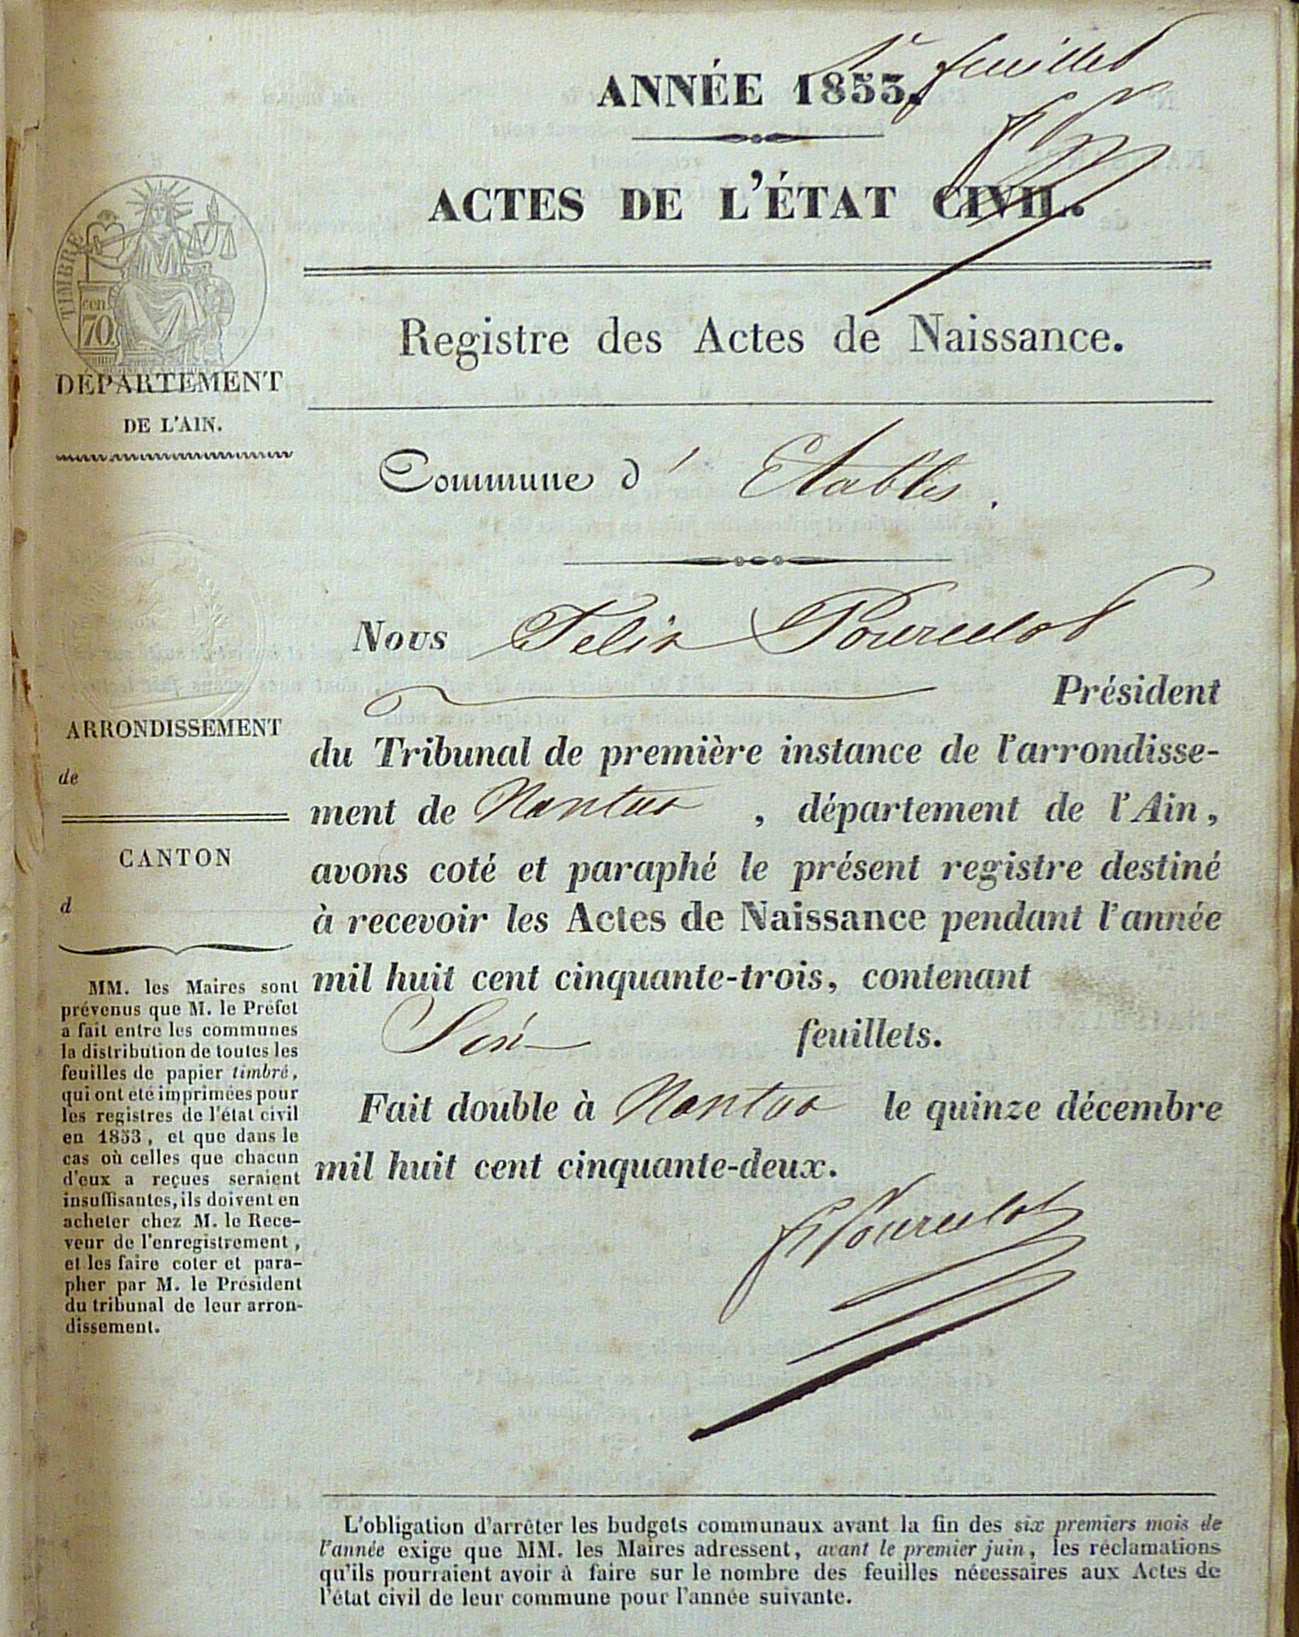 1er feuillet
ANNÉE 1853.
ACTES DE L'ÉTAT CIVIL.
Registre des Actes de Naissance.
TIMBRE
cen
70
DÉPARTEMENT
DE L'AIN.
Commune d' Etables.
Nous Felix Pourcelot
Président
du Tribunal de première instance de l'arrondisse-
ment de Nantua, département de l'Ain,
avons coté et paraphé le présent registre destiné
à recevoir les Actes de Naissance pendant l'année
mil huit cent cinquante-trois, contenant
feuillets.
Fait double à Nantua le quinze décembre
mil huit cent cinquante-deux.
F Pourcelot
ARRONDISSEMENT
de
CANTON
d
MM. les Maires sont
prévenus que M. le Préfet
a fait entre les communes
la distribution de toutes les
feuilles de papier timbré,
qui ont été imprimées pour
les registres de l'état civil
en 1853, et que dans le
cas où celles que chacun
d'eux a reçues seraient
insuffisantes, ils doivent en
acheter chez M. le Rece-
veur de l'enregistrement,
et les faire coter et para-
pher par M. le Président
du tribunal de leur arron-
dissement.
L'obligation d'arrêter les budgets communaux avant la fin des six premiers mois de
l'année exige que MM. les Maires adressent, avant le premier juin, les réclamations
qu'ils pourraient avoir à faire sur le nombre des feuilles nécessaires aux Actes de
l'état civil de leur commune pour l'année suivante.